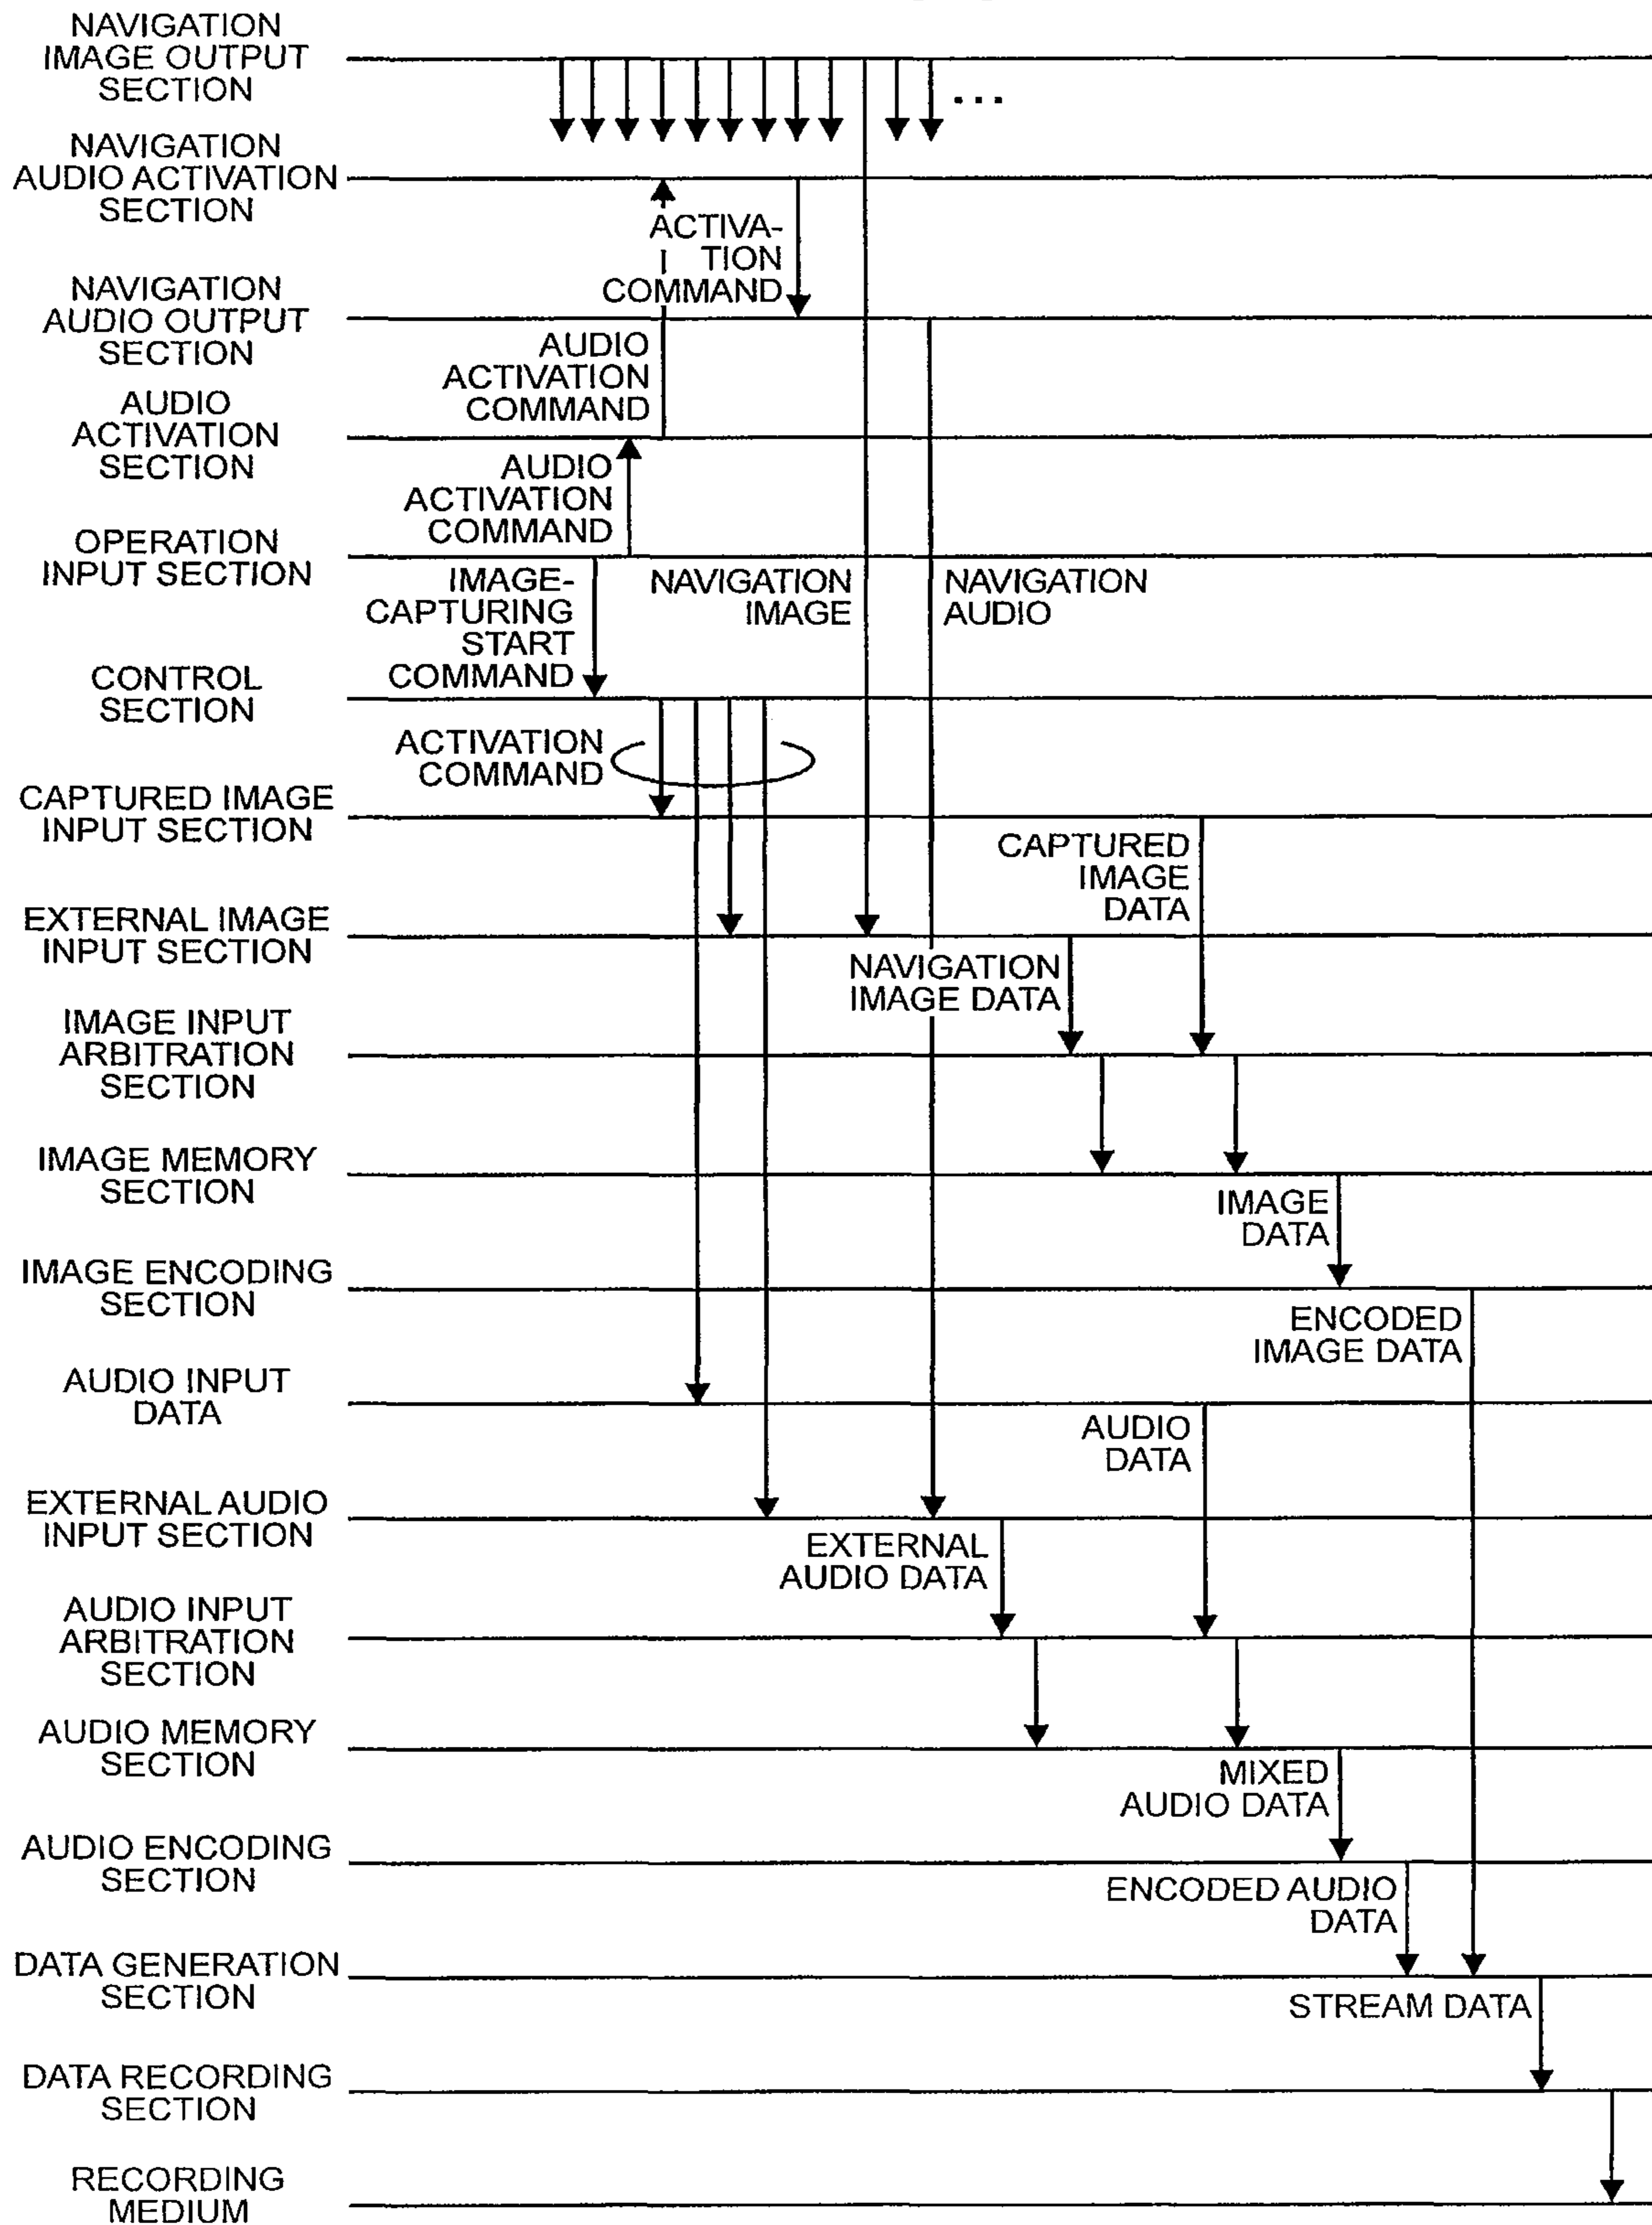 NAVIGATION
IMAGE OUTPUT
SECTION
...
NAVIGATION
AUDIO ACTIVATION
SECTION
ACTIVA-
TION
COMMAND
NAVIGATION
AUDIO OUTPUT
SECTION
AUDIO
ACTIVATION
COMMAND
AUDIO
ACTIVATION
SECTION
AUDIO
ACTIVATION
COMMAND
OPERATION
INPUT SECTION
IMAGE-
CAPTURING
START
COMMAND
NAVIGATION
IMAGE
NAVIGATION
AUDIO
CONTROL
SECTION
ACTIVATION
COMMAND
CAPTURED IMAGE
INPUT SECTION
CAPTURED
IMAGE
DATA
EXTERNAL IMAGE
INPUT SECTION
NAVIGATION
IMAGE DATA
IMAGE INPUT
ARBITRATION
SECTION
IMAGE MEMORY
SECTION
IMAGE
DATA
IMAGE ENCODING
SECTION
ENCODED
IMAGE DATA
AUDIO INPUT
DATA
AUDIO
DATA
EXTERNAL AUDIO
INPUT SECTION
EXTERNAL
AUDIO DATA
AUDIO INPUT
ARBITRATION
SECTION
AUDIO MEMORY
SECTION
MIXED
AUDIO DATA
AUDIO ENCODING
SECTION
ENCODED AUDIO
DATA
DATA GENERATION
SECTION
STREAM DATA
DATA RECORDING
SECTION
RECORDING
MEDIUM